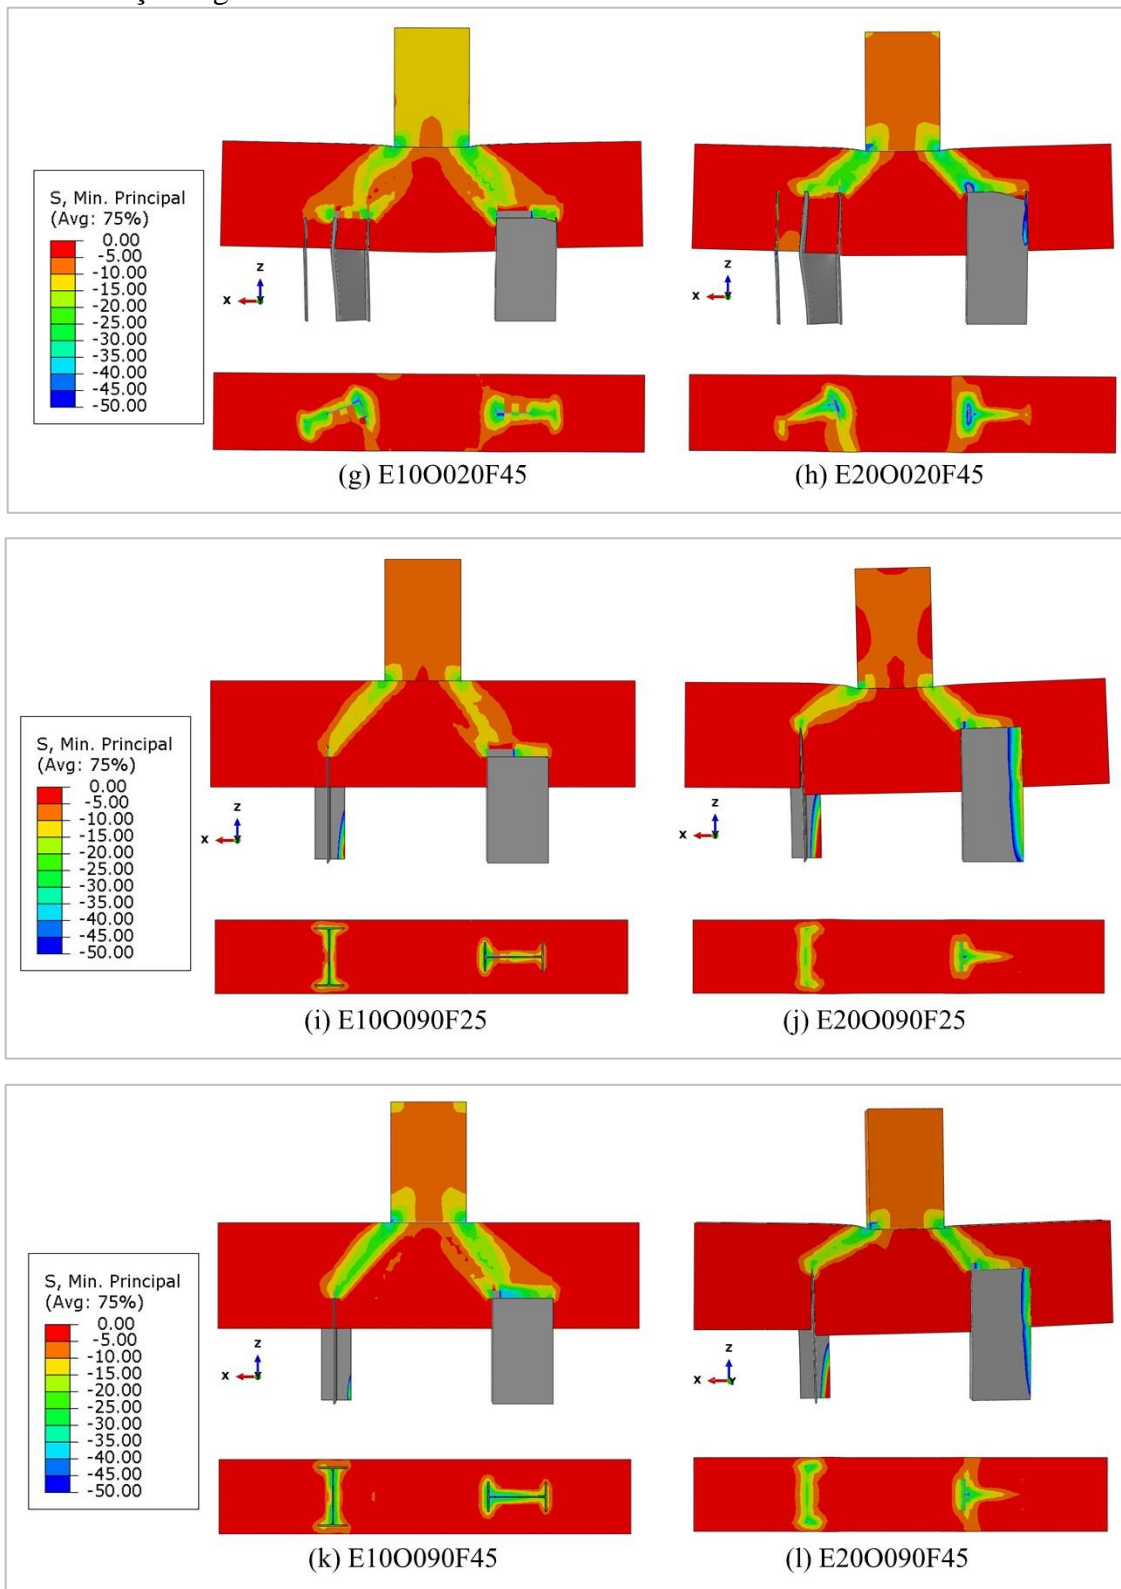 S, Min. Principal
(Avg: 75%)
0.00
-5.00
-10.00
-15.00
-20.00
-25.00
-30.00
-35.00
-40.00
-45.00
-50.00
z
x
z
x
(g) E10O020F45
(h) E20O020F45
S, Min. Principal
(Avg: 75%)
0.00
-5.00
-10.00
-15.00
-20.00
-25.00
-30.00
-35.00
-40.00
-45.00
-50.00
z
x
z
x
(i) E10O090F25
(j) E20O090F25
S, Min. Principal
(Avg: 75%)
0.00
-5.00
-10.00
-15.00
-20.00
-25.00
-30.00
-35.00
-40.00
-45.00
-50.00
z
x
z
x
(k) E10O090F45
(l) E20O090F45